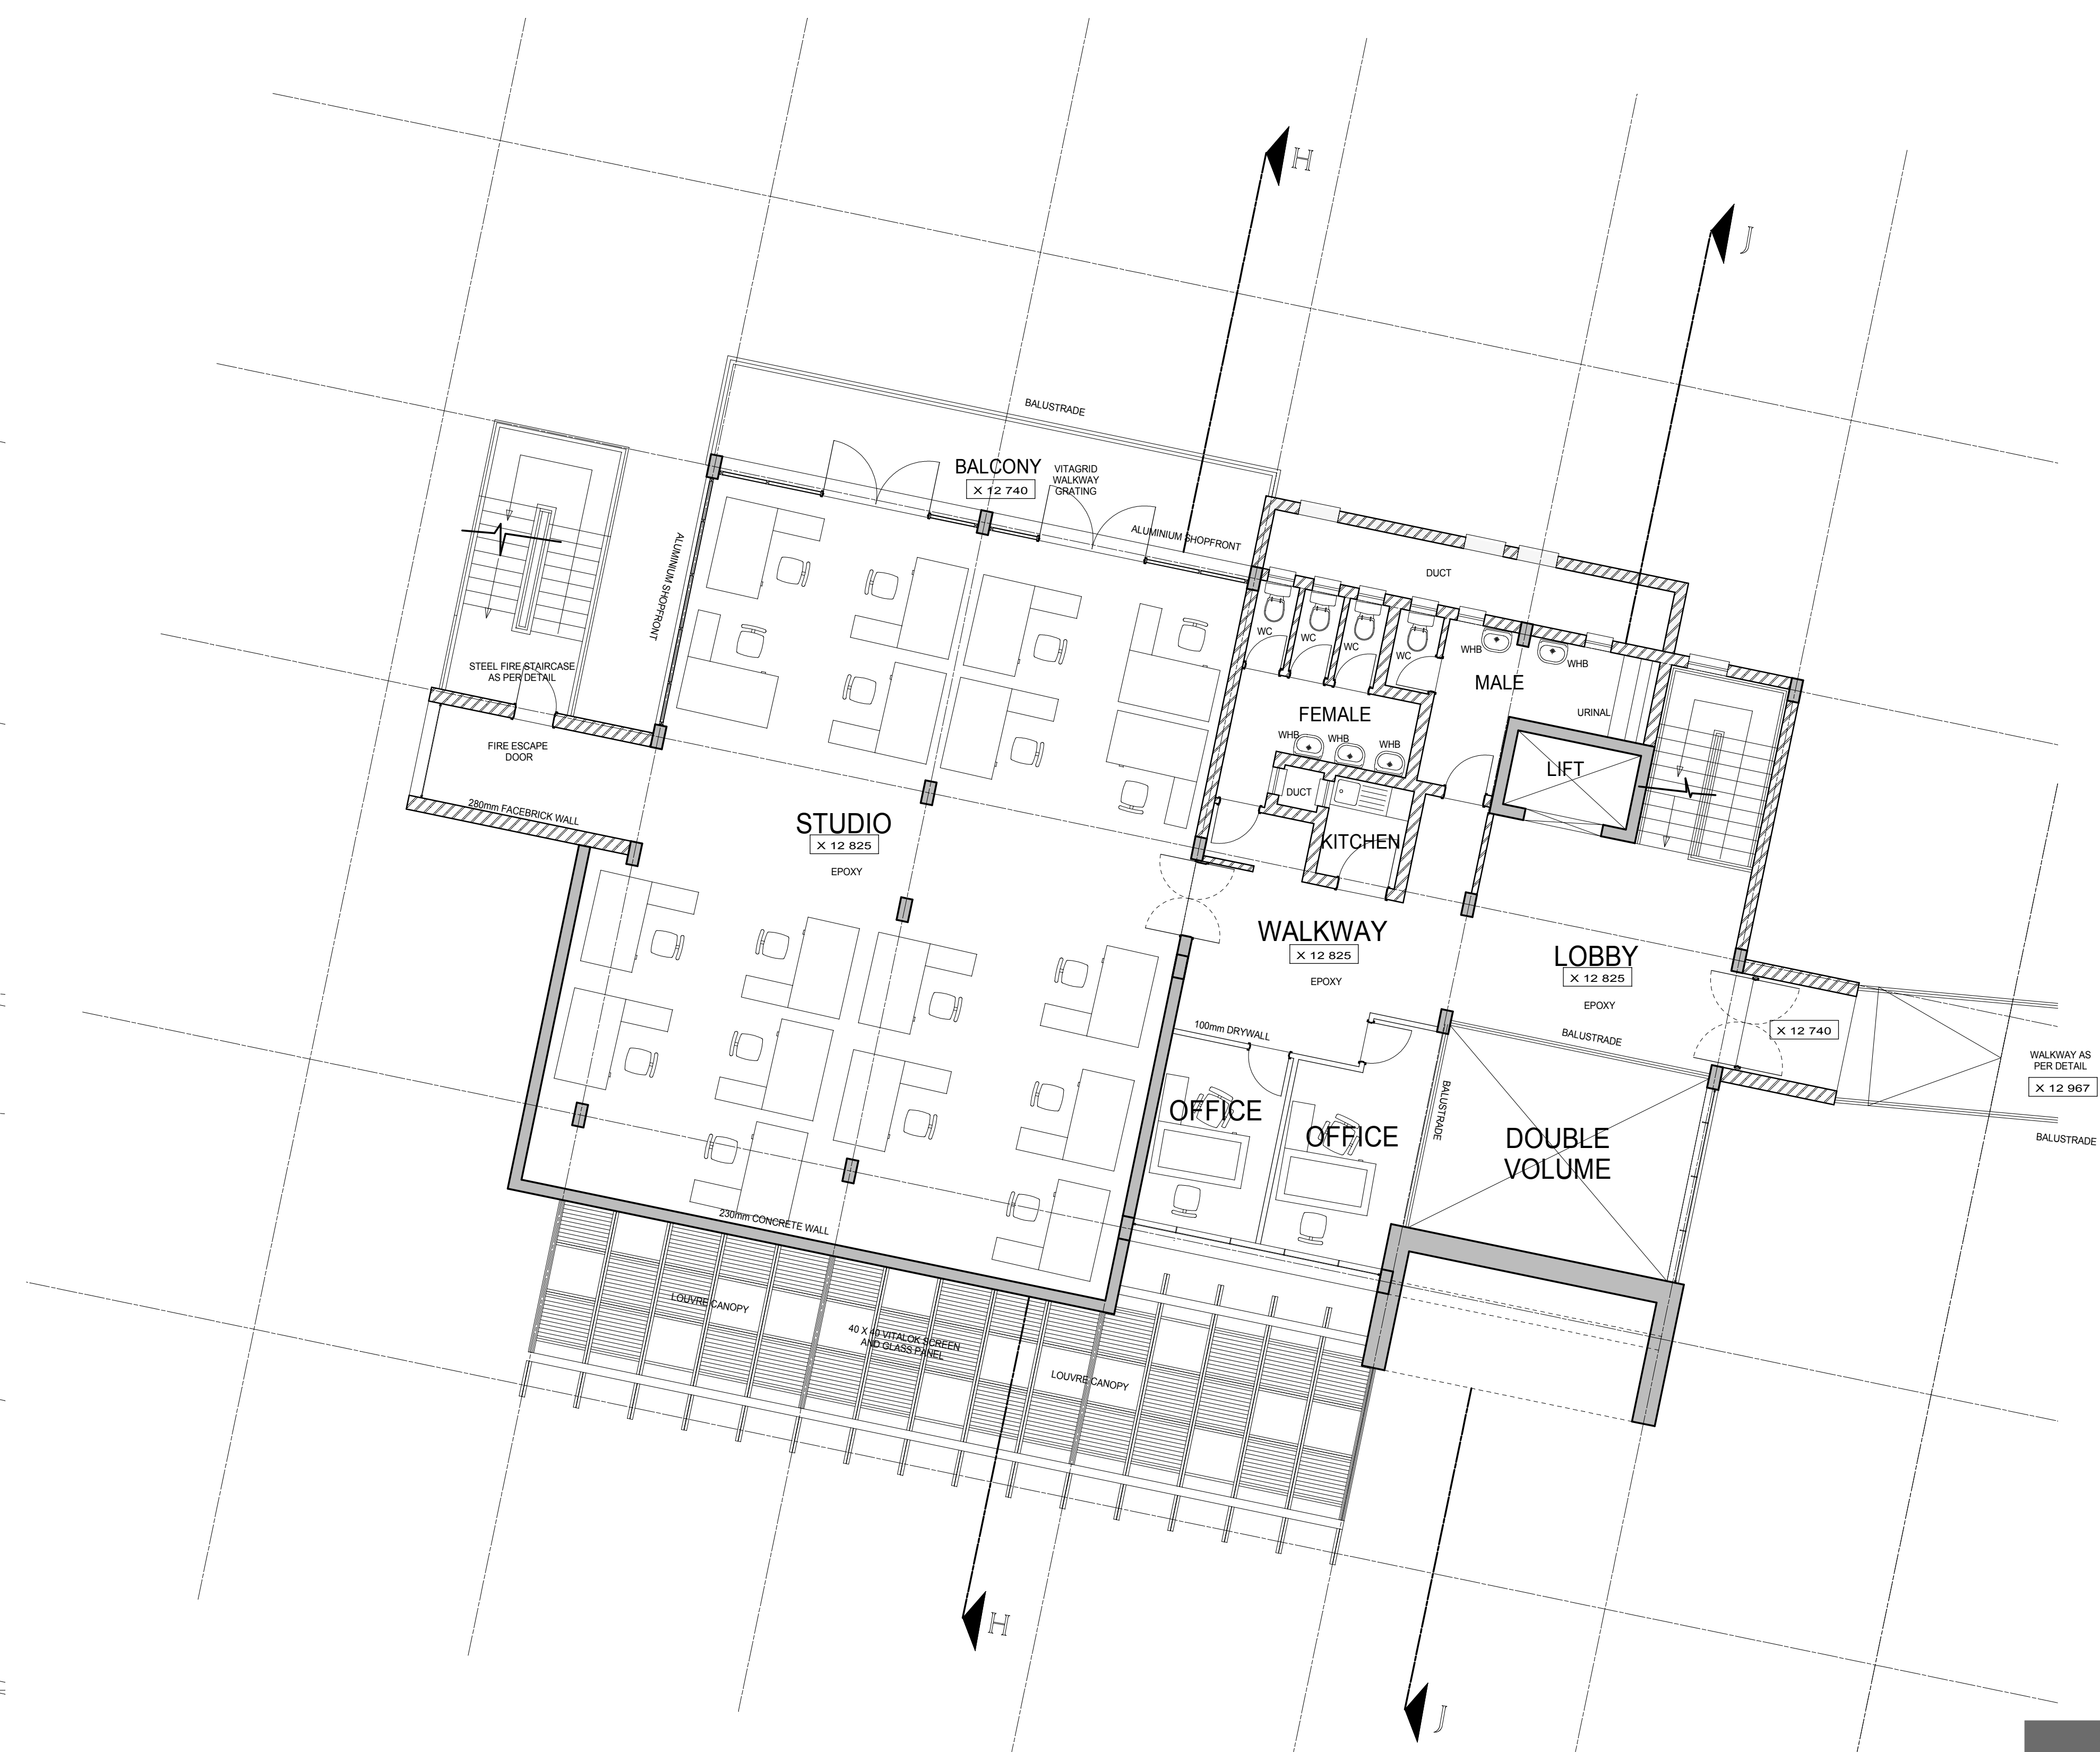 H
J
BALUSTRADE
BALCONY
X 12 740
VITAGRID
WALKWAY
GRATING
ALUMINIUM SHOPFRONT
ALUMINIUM SHOPFRONT
DUCT
WC
WC
WC
WC
WHB
WHB
MALE
URINAL
STEEL FIRE STAIRCASE
AS PER DETAIL
FIRE ESCAPE
DOOR
280mm FACEBRICK WALL
FEMALE
WHB
WHB
WHB
LIFT
DUCT
KITCHEN
STUDIO
X 12 825
EPOXY
WALKWAY
X 12 825
EPOXY
LOBBY
X 12 825
EPOXY
100mm DRYWALL
BALUSTRADE
X 12 740
WALKWAY AS
PER DETAIL
X 12 967
BALUSTRADE
OFFICE
OFFICE
BALUSTRADE
DOUBLE
VOLUME
230mm CONCRETE WALL
LOUVRE CANOPY
40 X 40 VITALOK SCREEN
AND GLASS PANEL
LOUVRE CANOPY
H
J